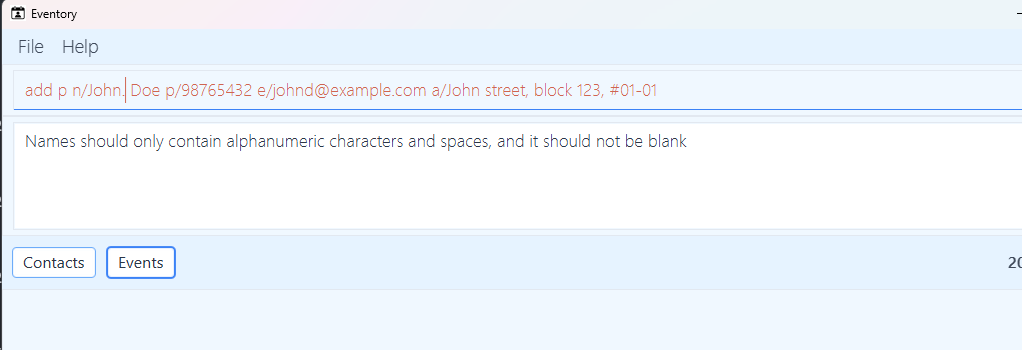 Eventory
File Help
add p n/John. Doe p/98765432 e/johnd@example.com a/John street, block 123, #01-01
Names should only contain alphanumeric characters and spaces, and it should not be blank
Contacts Events